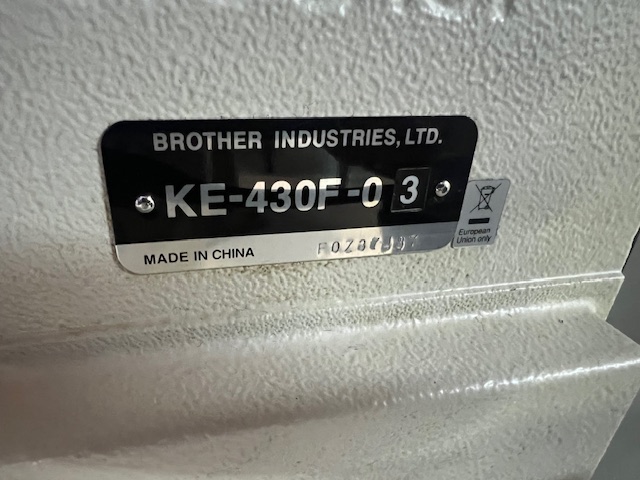 BROTHER INDUSTRIES, LTD.
KE-430F-03
MADE IN CHINA
European
Union only